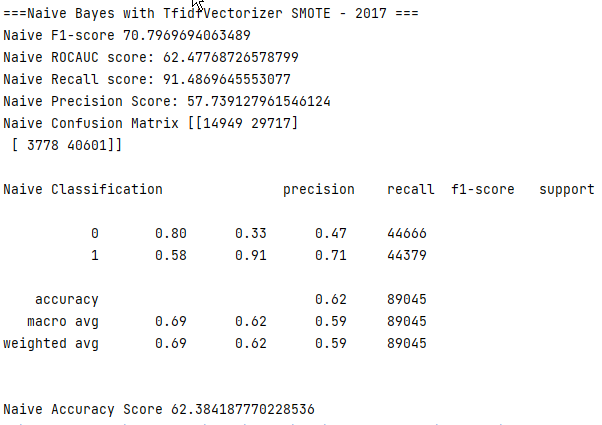 ===Naive Bayes with TfidfVectorizer SMOTE - 2017 ===
Naive F1-score 70.7969694063489
Naive ROCAUC score: 62.47768726578799
Naive Recall score: 91.4869645553077
Naive Precision Score: 57.739127961546124
Naive Confusion Matrix [[14949 29717]
 [ 3778 40601]]
Naive Classification               precision    recall  f1-score   support
           0       0.80      0.33      0.47     44666
           1       0.58      0.91      0.71     44379
    accuracy                           0.62     89045
   macro avg       0.69      0.62      0.59     89045
weighted avg       0.69      0.62      0.59     89045
Naive Accuracy Score 62.384187770228536